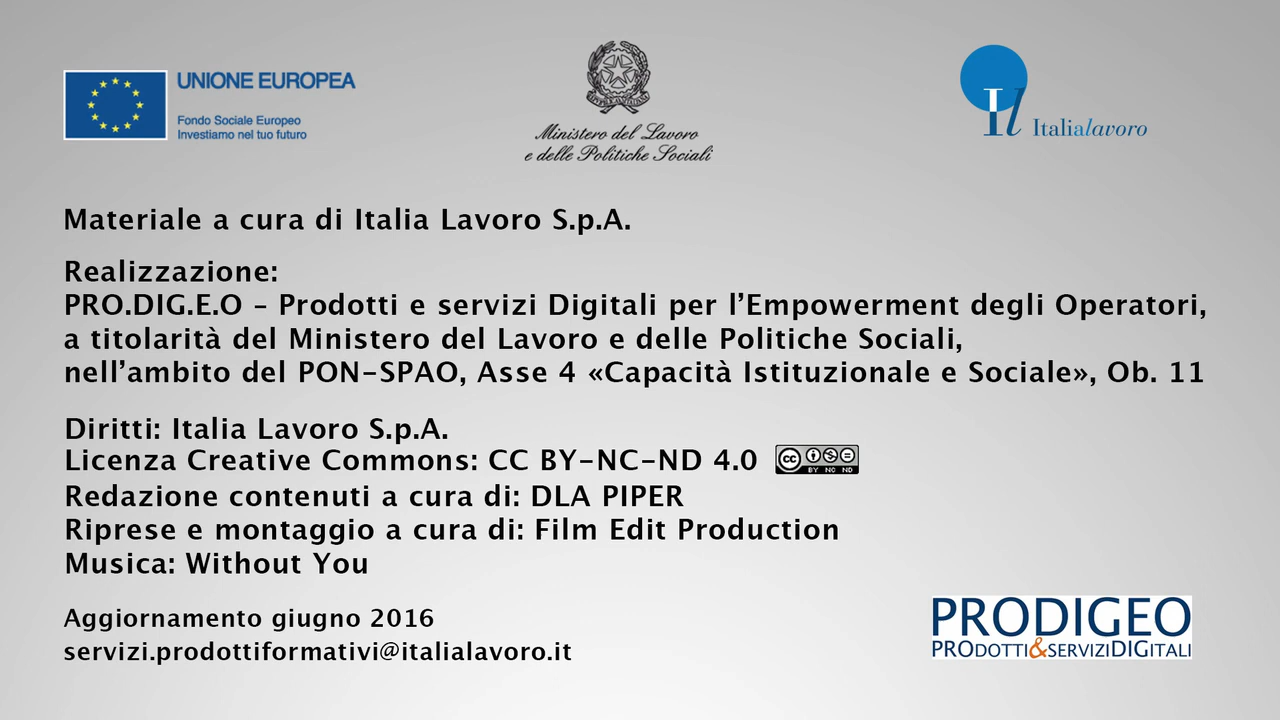 UNIONE EUROPEA
Fondo Sociale Europeo
Investiamo nel tuo futuro
Ministero del Lavoro
e delle Politiche Sociali
Il Italialavoro
Materiale a cura di Italia Lavoro S.p.A.
Realizzazione:
PRO.DIG.E.O – Prodotti e servizi Digitali per l’Empowerment degli Operatori,
a titolarità del Ministero del Lavoro e delle Politiche Sociali,
nell’ambito del PON-SPAO, Asse 4 «Capacità Istituzionale e Sociale», Ob. 11
Diritti: Italia Lavoro S.p.A.
Licenza Creative Commons: CC BY-NC-ND 4.0
cc BY NC ND
Redazione contenuti a cura di: DLA PIPER
Riprese e montaggio a cura di: Film Edit Production
Musica: Without You
Aggiornamento giugno 2016
servizi.prodottiformativi@italialavoro.it
PRODIGEO
PRODOTTI&SERVIZIDIGITALI